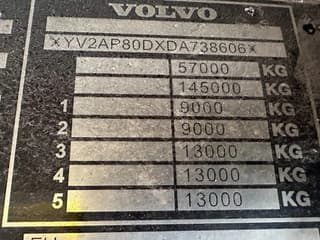 VOLVO
*YV2AP80DXDA738606*
57000 KG
145000 KG
1 9000 KG
2 9000 KG
3 13000 KG
4 13000 KG
5 13000 KG